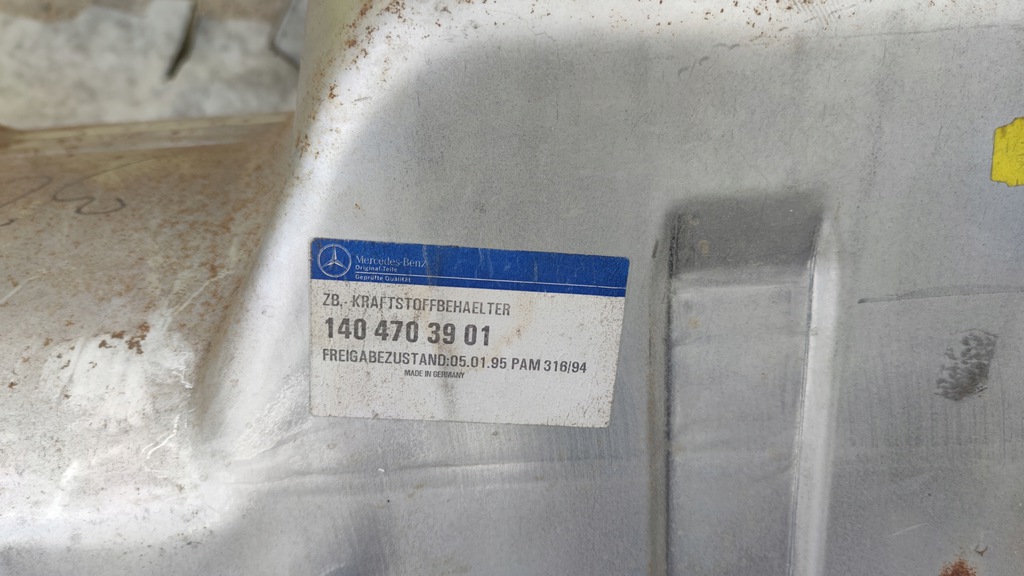 Mercedes-Benz
Original-Teile
Geprüfte Qualität
ZB.- KRAFTSTOFFBEHAELTER
140 470 39 01
FREIGABEZUSTAND:05.01.95 PAM 316/94
MADE IN GERMANY